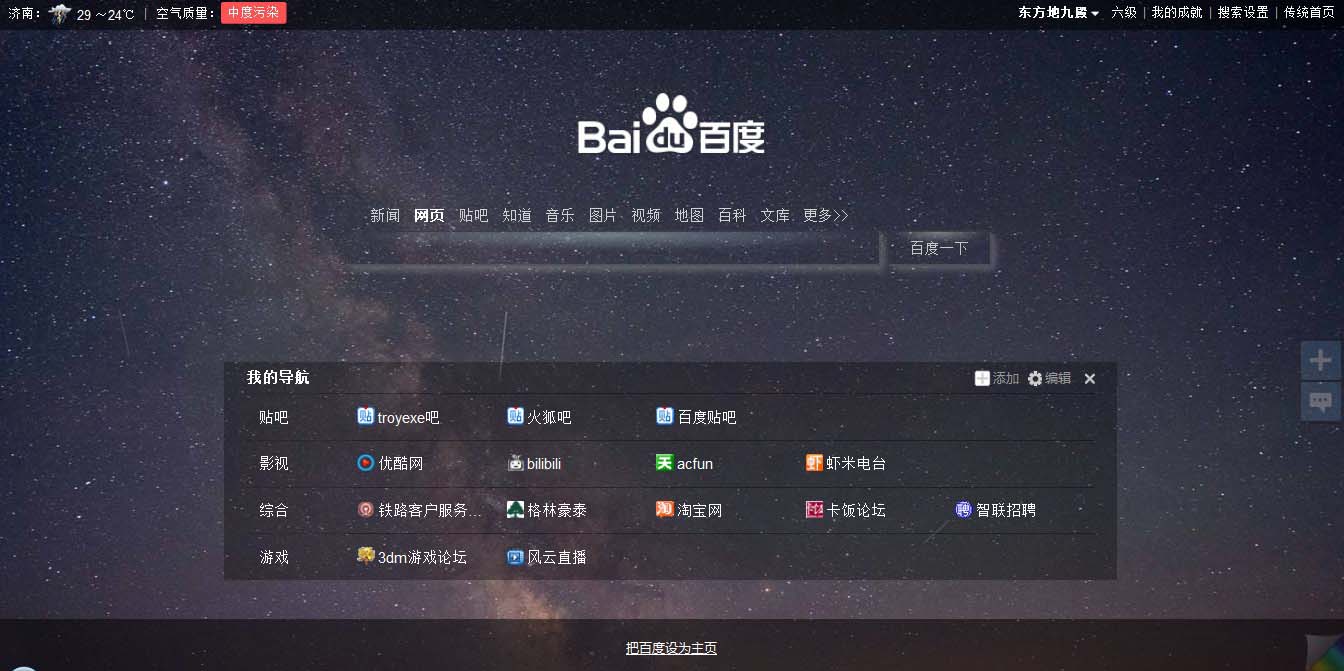 济南： 29 ～24℃ | 空气质量： 中度污染 东方地九殿 六级 | 我的成就 | 搜索设置 | 传统首页
Bai du 百度
新闻 网页 贴吧 知道 音乐 图片 视频 地图 百科 文库 更多>>
百度一下
我的导航 添加 编辑
贴吧 贴 troyexe吧 贴 火狐吧 贴 百度贴吧
影视 优酷网 bilibili 天 acfun 虾 虾米电台
综合 铁路客户服务... 格林豪泰 淘 淘宝网 卡饭论坛 聘 智联招聘
游戏 3dm游戏论坛 风云直播
把百度设为主页